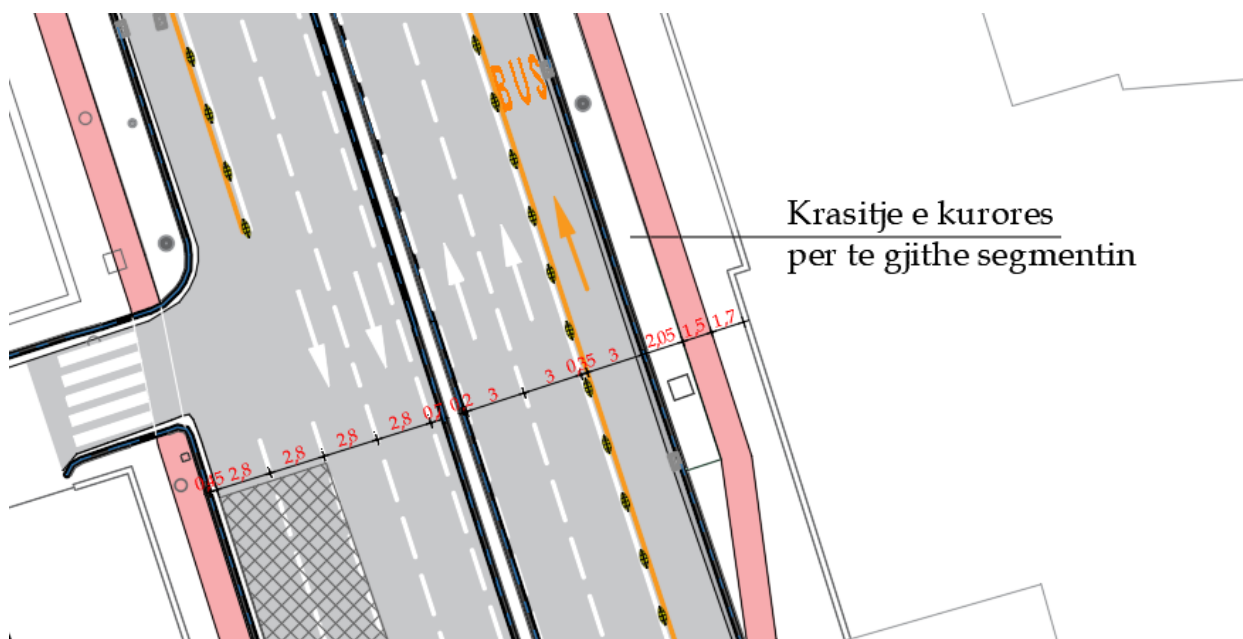 BUS
Krasitje e kurores
per te gjithe segmentin
0,45 2,8 2,8 2,8 2,8 0,2 0,2 3 3 0,35 3 2,05 1,5 1,7